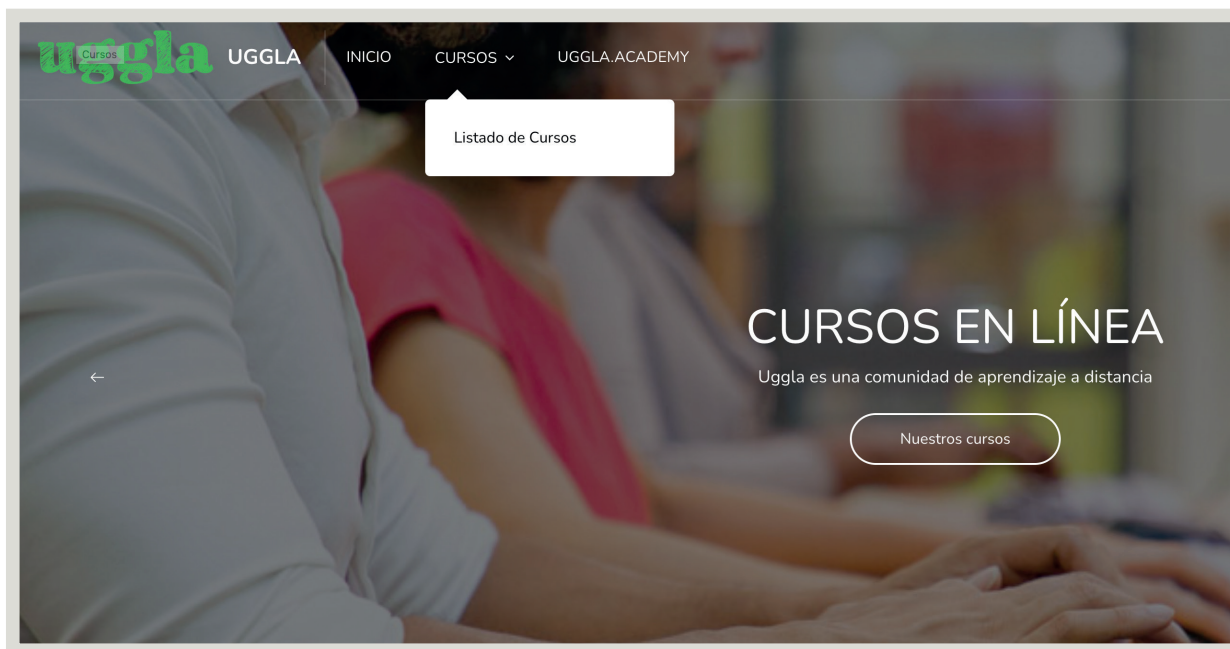 uggla
Cursos
UGGLA
INICIO
CURSOS
UGGLA.ACADEMY
Listado de Cursos
CURSOS EN LÍNEA
Uggla es una comunidad de aprendizaje a distancia
Nuestros cursos